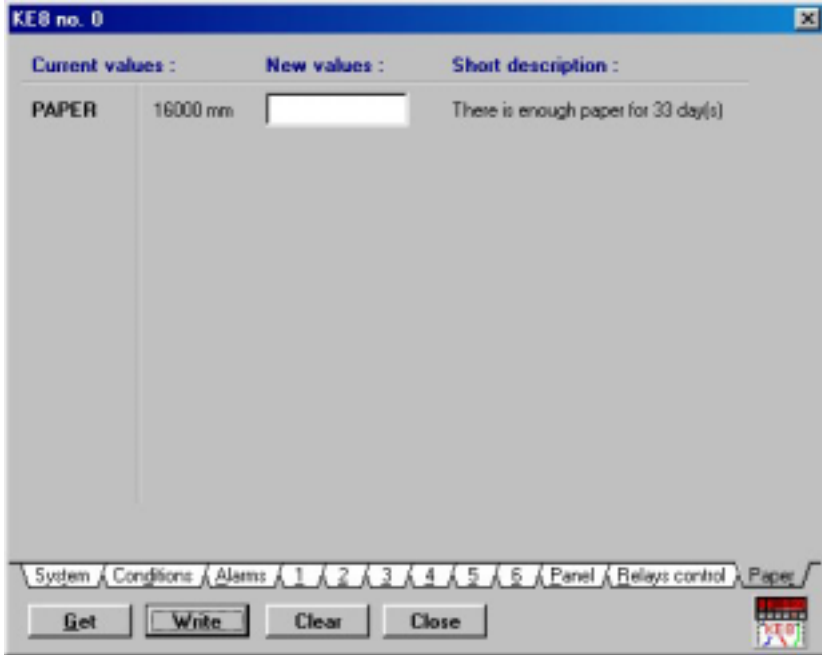 KE8 no. 0
Current values : New values : Short description :
PAPER 16000 mm There is enough paper for 33 day(s)
System Conditions Alarms 1 2 3 4 5 6 Panel Relays control Paper
Get Write Clear Close
KE8